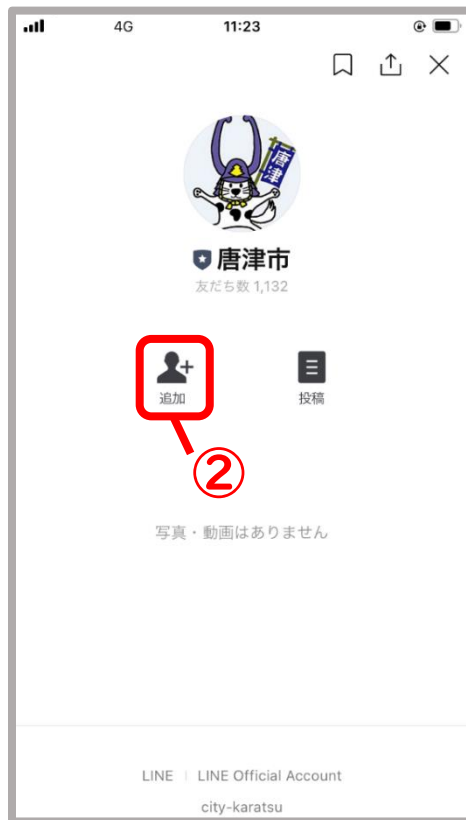 4G 11:23
唐津
唐津市
友だち数 1,132
追加 投稿
②
写真・動画はありません
LINE | LINE Official Account
city-karatsu